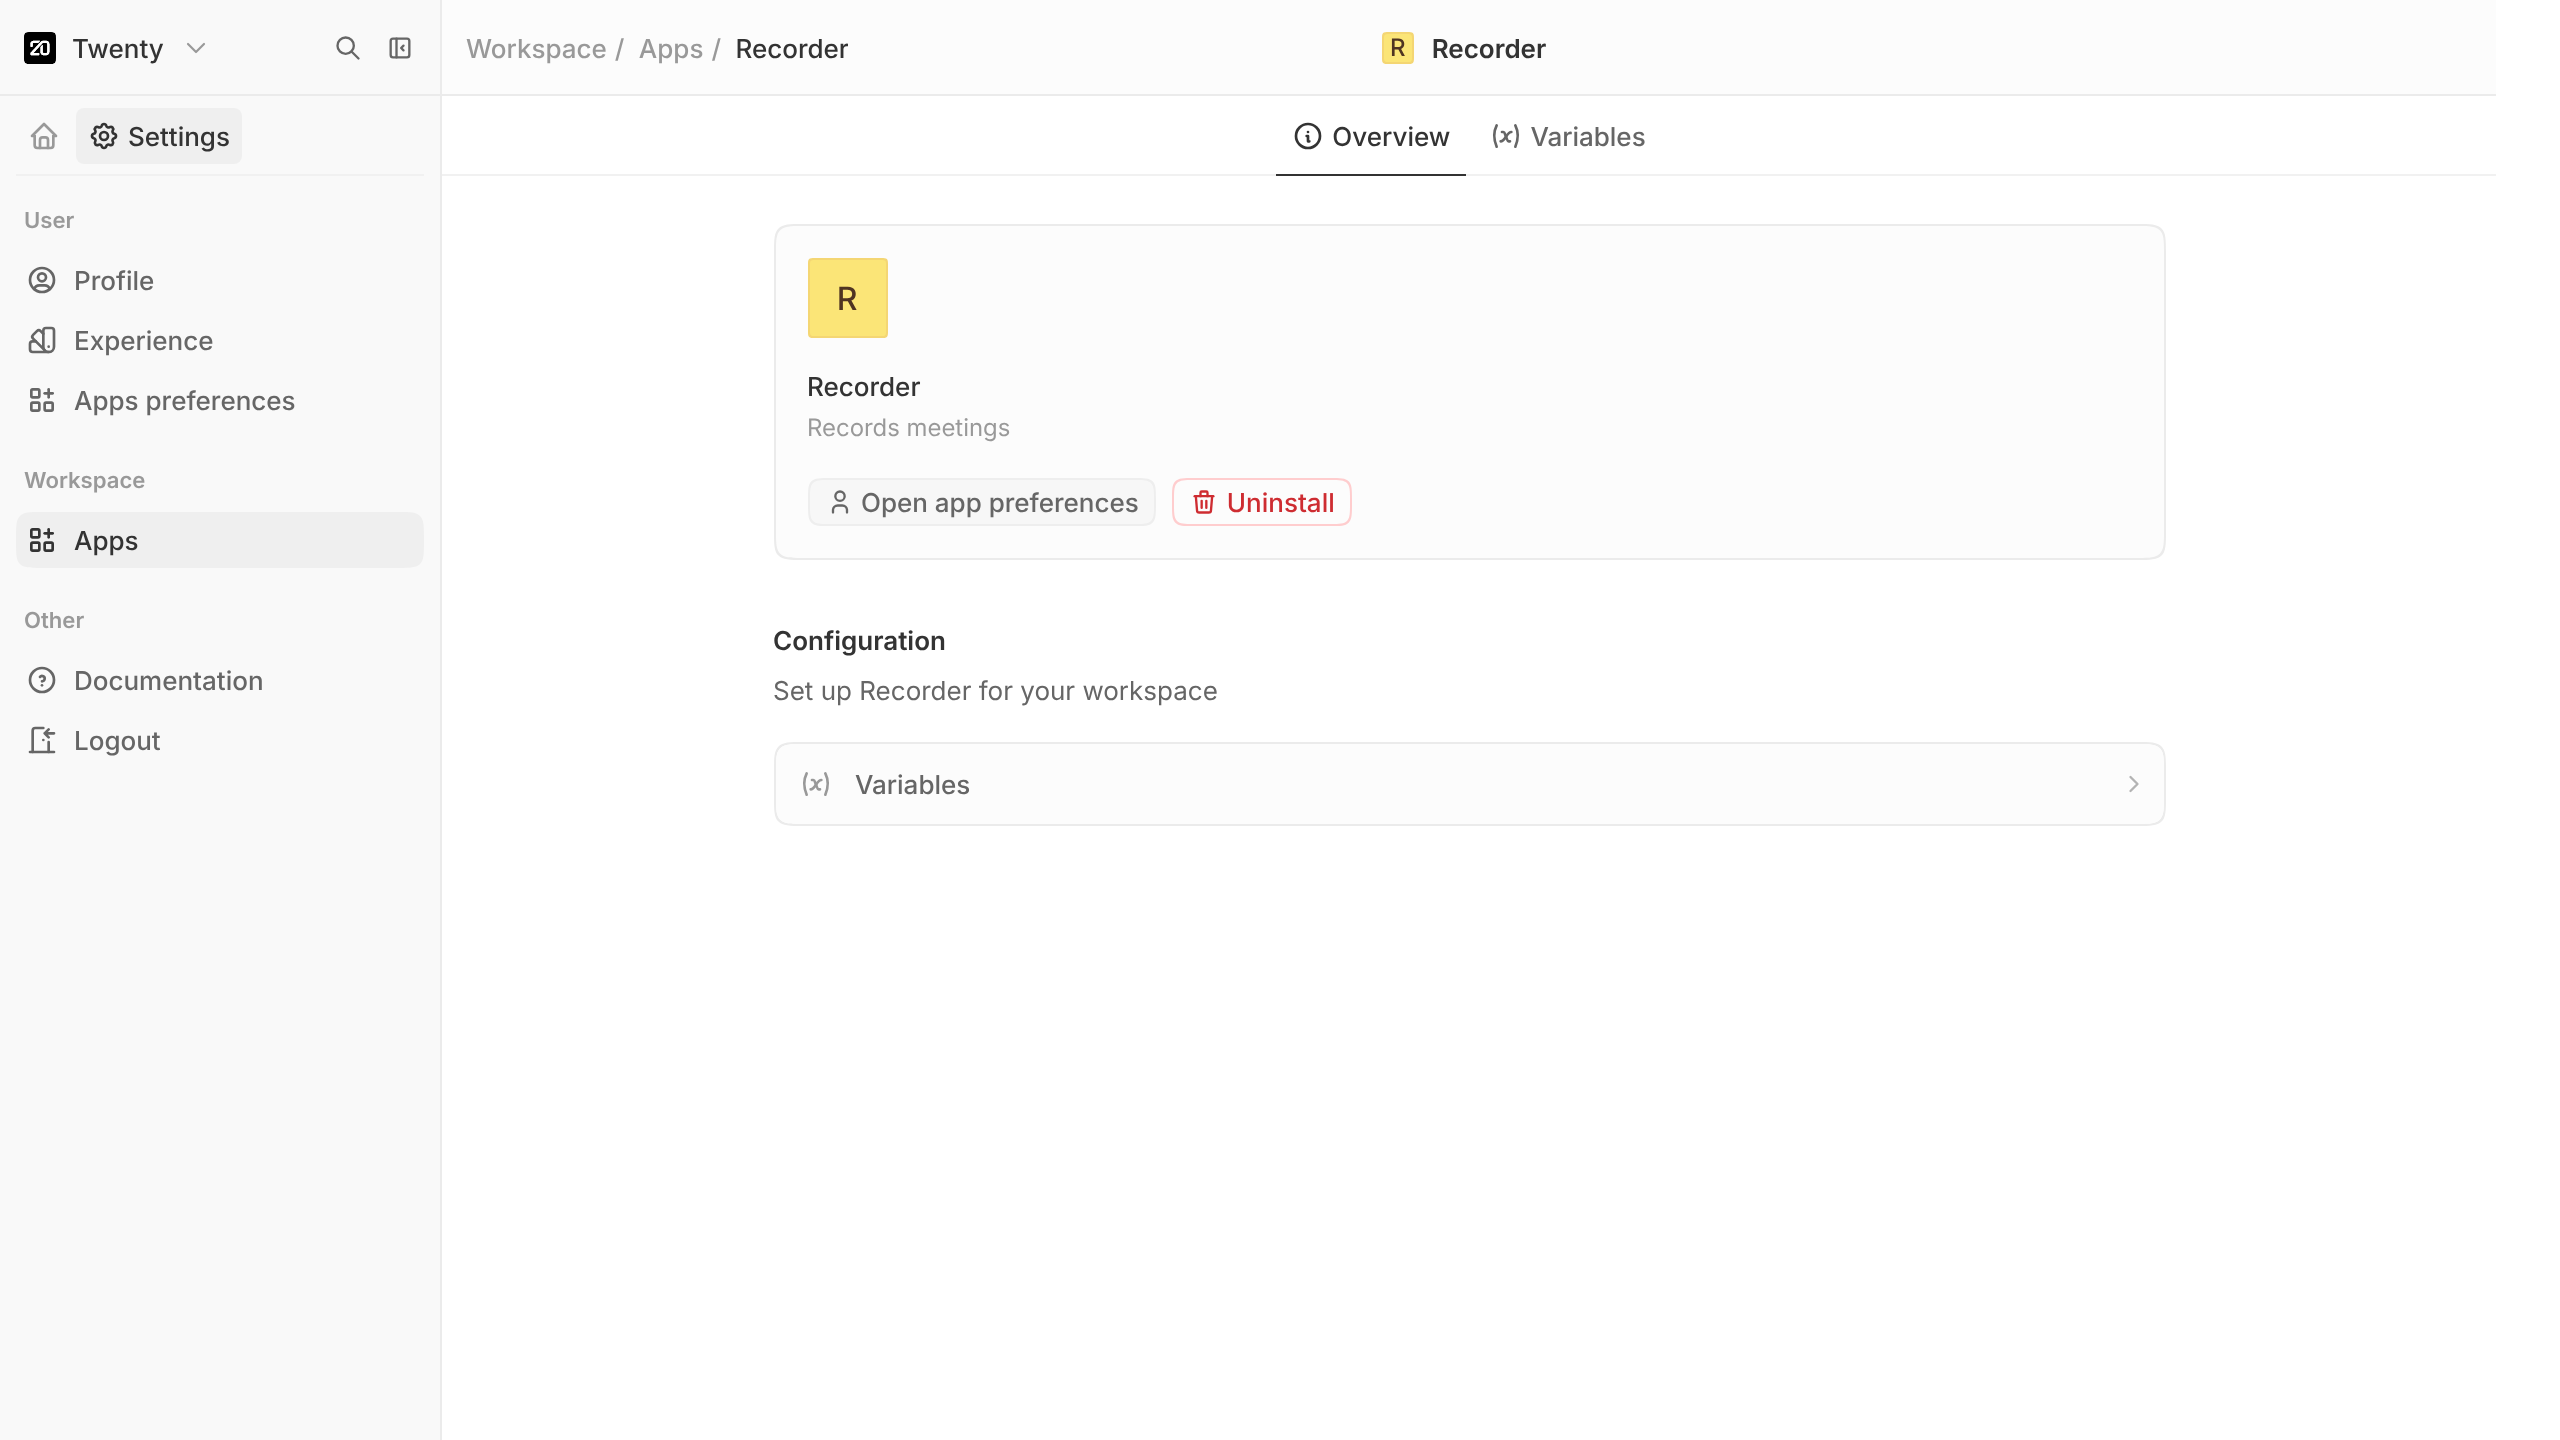 20 Twenty
Workspace / Apps / Recorder
R Recorder
Settings
Overview
(x) Variables
User
Profile
Experience
Apps preferences
Workspace
Apps
Other
Documentation
Logout
R
Recorder
Records meetings
Open app preferences
Uninstall
Configuration
Set up Recorder for your workspace
(x) Variables